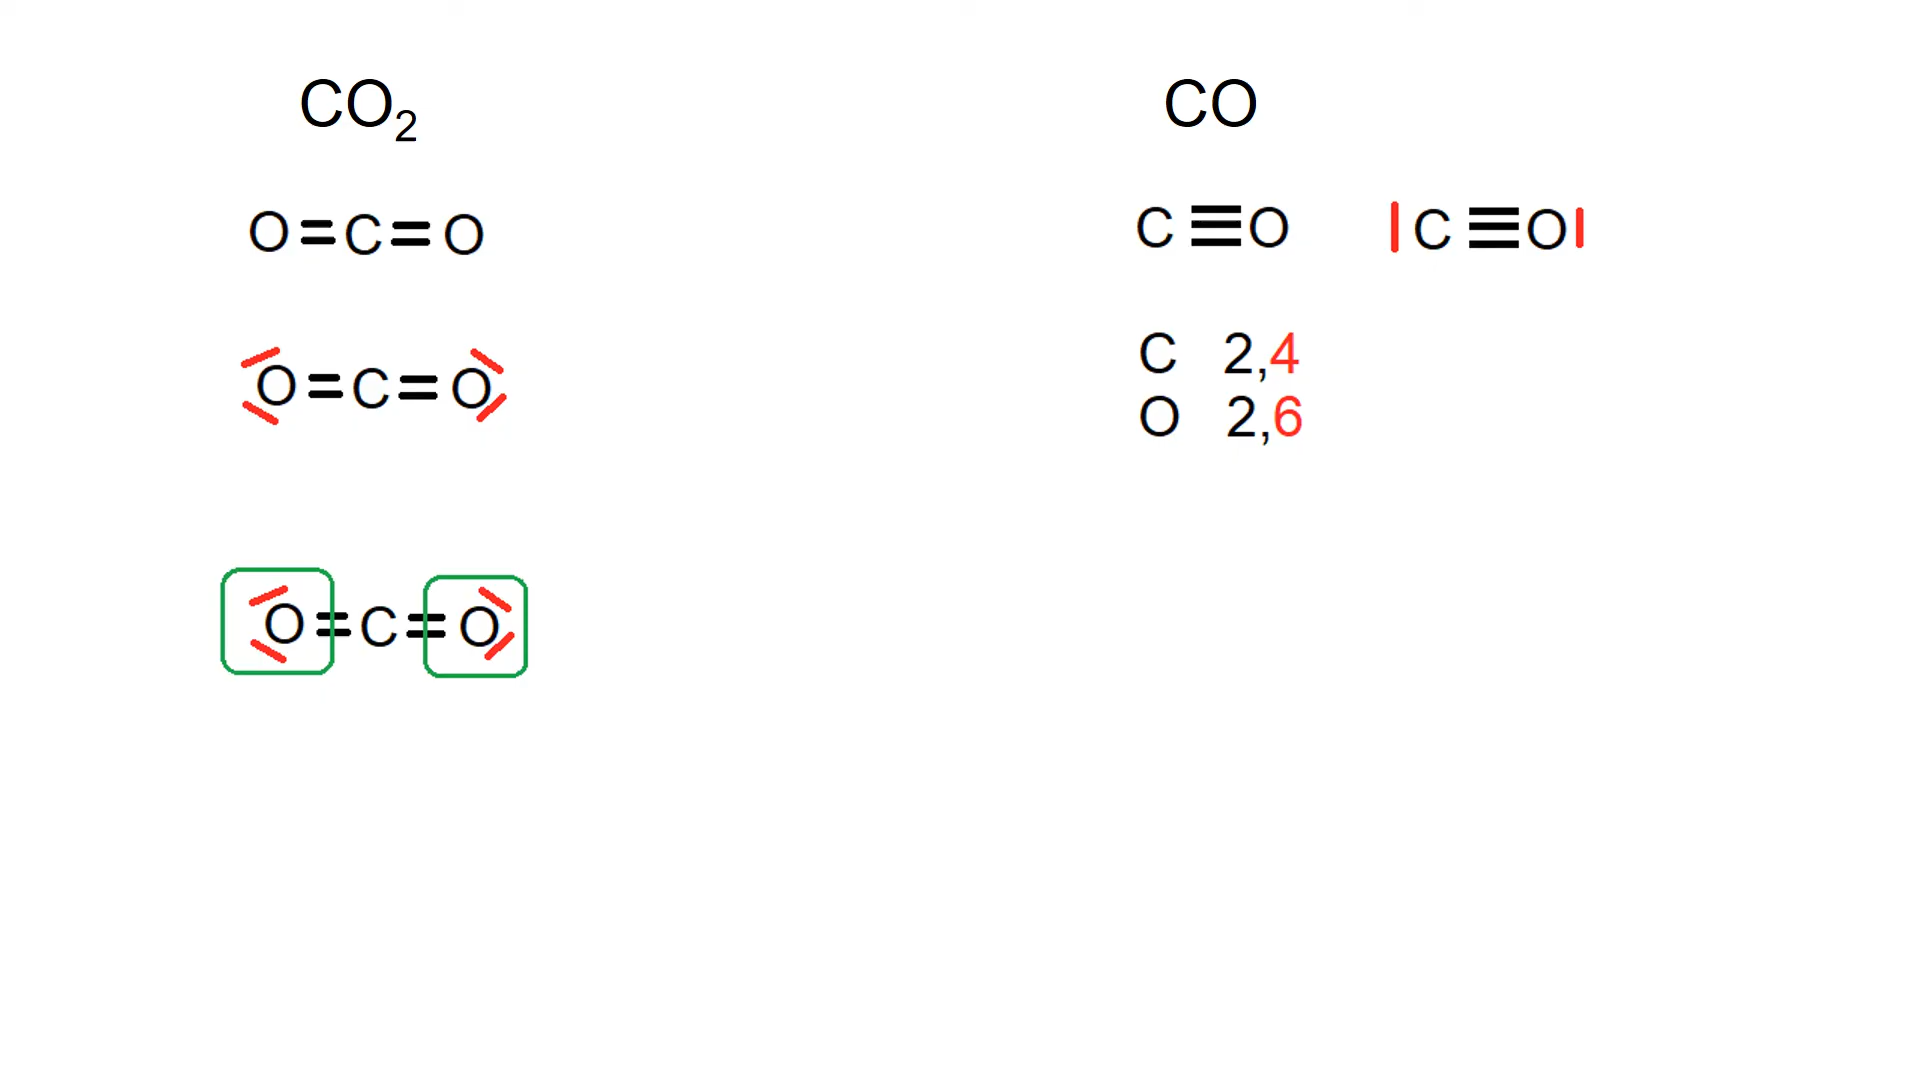 CO₂
O=C=O
O=C=O
O=C=O
CO
C≡O |C≡O|
C 2,4
O 2,6